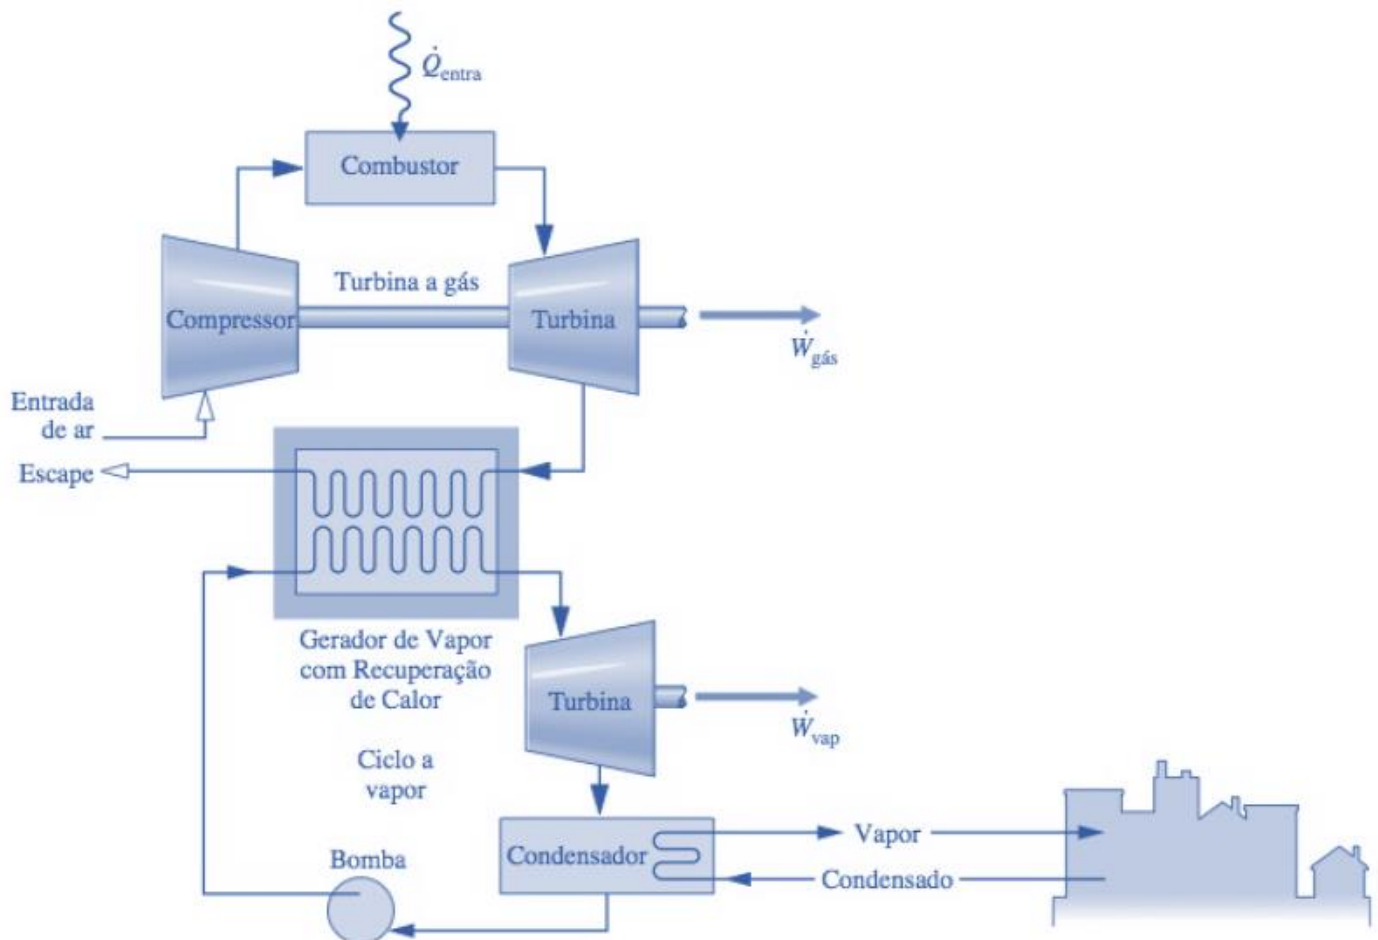 Q̇entra
Combustor
Turbina a gás
Compressor
Turbina
Ẇgás
Entrada
de ar
Escape
Gerador de Vapor
com Recuperação
de Calor
Turbina
Ẇvap
Ciclo a
vapor
Vapor
Condensador
Condensado
Bomba